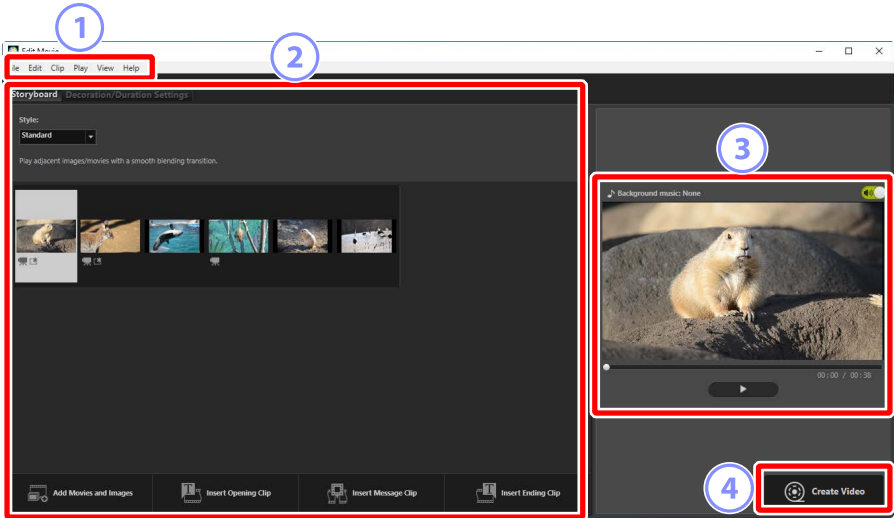 1
2
Edit Movie
ile Edit Clip Play View Help
Storyboard Decoration/Duration Settings
Style:
Standard
Play adjacent images/movies with a smooth blending transition.
3
Background music: None
00:00 / 00:38
Add Movies and Images
Insert Opening Clip
Insert Message Clip
Insert Ending Clip
4
Create Video